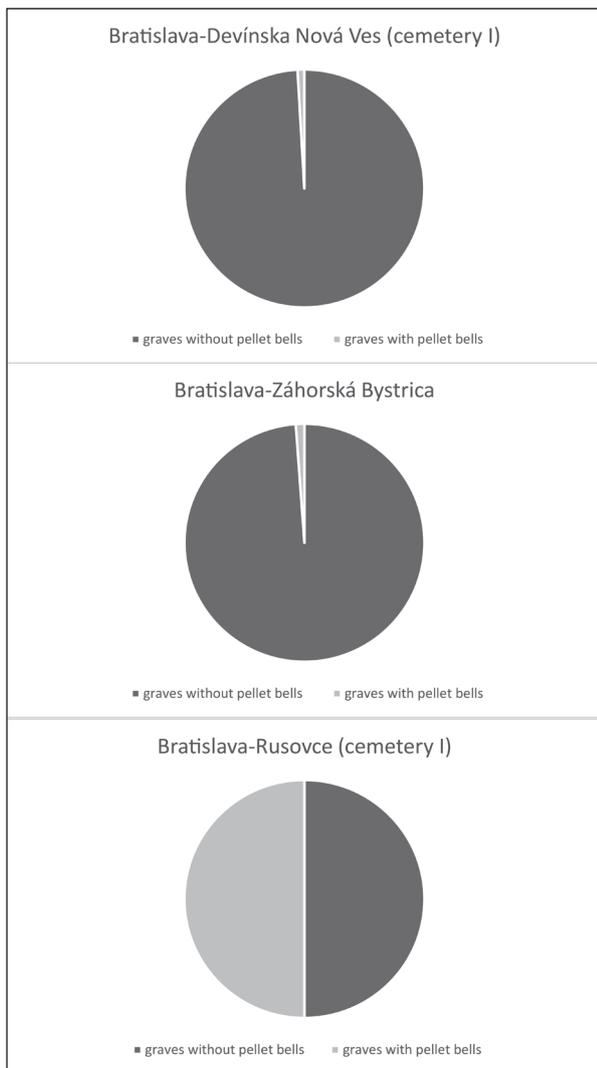 Bratislava-Devínska Nová Ves (cemetery I)
graves without pellet bells graves with pellet bells
Bratislava-Záhorská Bystrica
graves without pellet bells graves with pellet bells
Bratislava-Rusovce (cemetery I)
graves without pellet bells graves with pellet bells